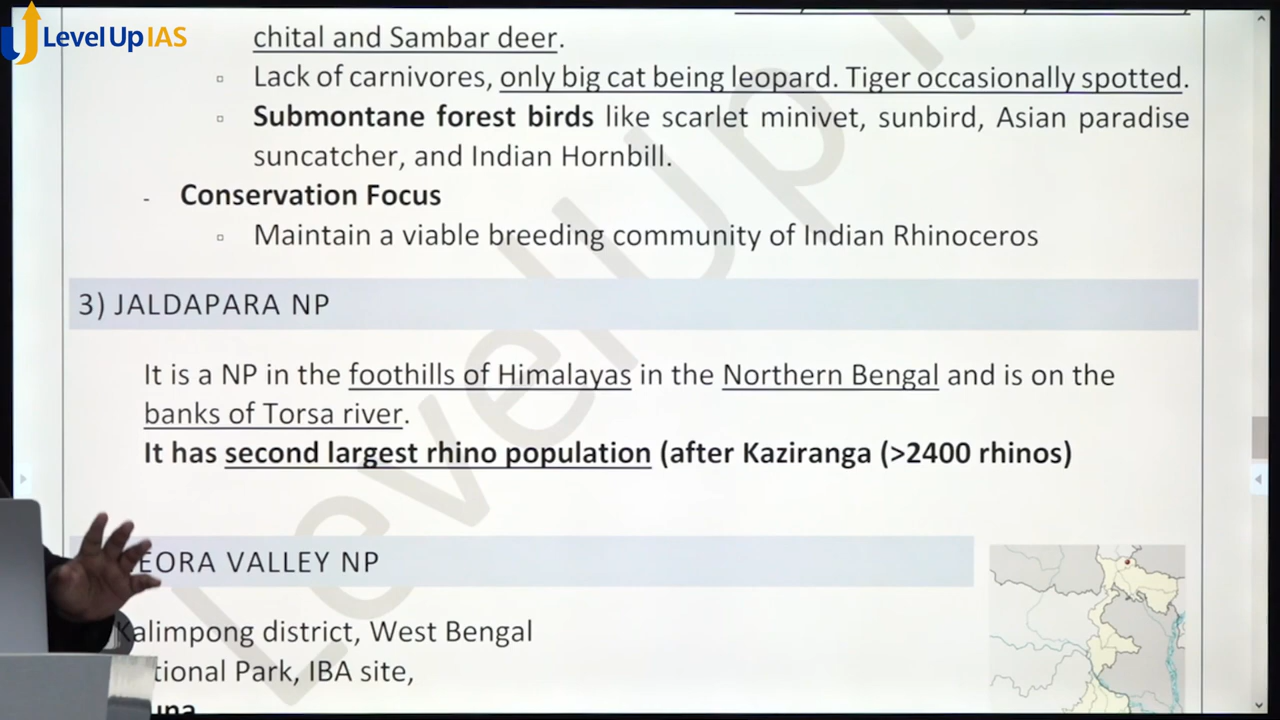 Level Up IAS
chital and Sambar deer.
▫ Lack of carnivores, only big cat being leopard. Tiger occasionally spotted.
▫ Submontane forest birds like scarlet minivet, sunbird, Asian paradise
suncatcher, and Indian Hornbill.
- Conservation Focus
▫ Maintain a viable breeding community of Indian Rhinoceros
3) JALDAPARA NP
It is a NP in the foothills of Himalayas in the Northern Bengal and is on the
banks of Torsa river.
It has second largest rhino population (after Kaziranga (>2400 rhinos)
EORA VALLEY NP
Kalimpong district, West Bengal
tional Park, IBA site,
una
LevelUp IA